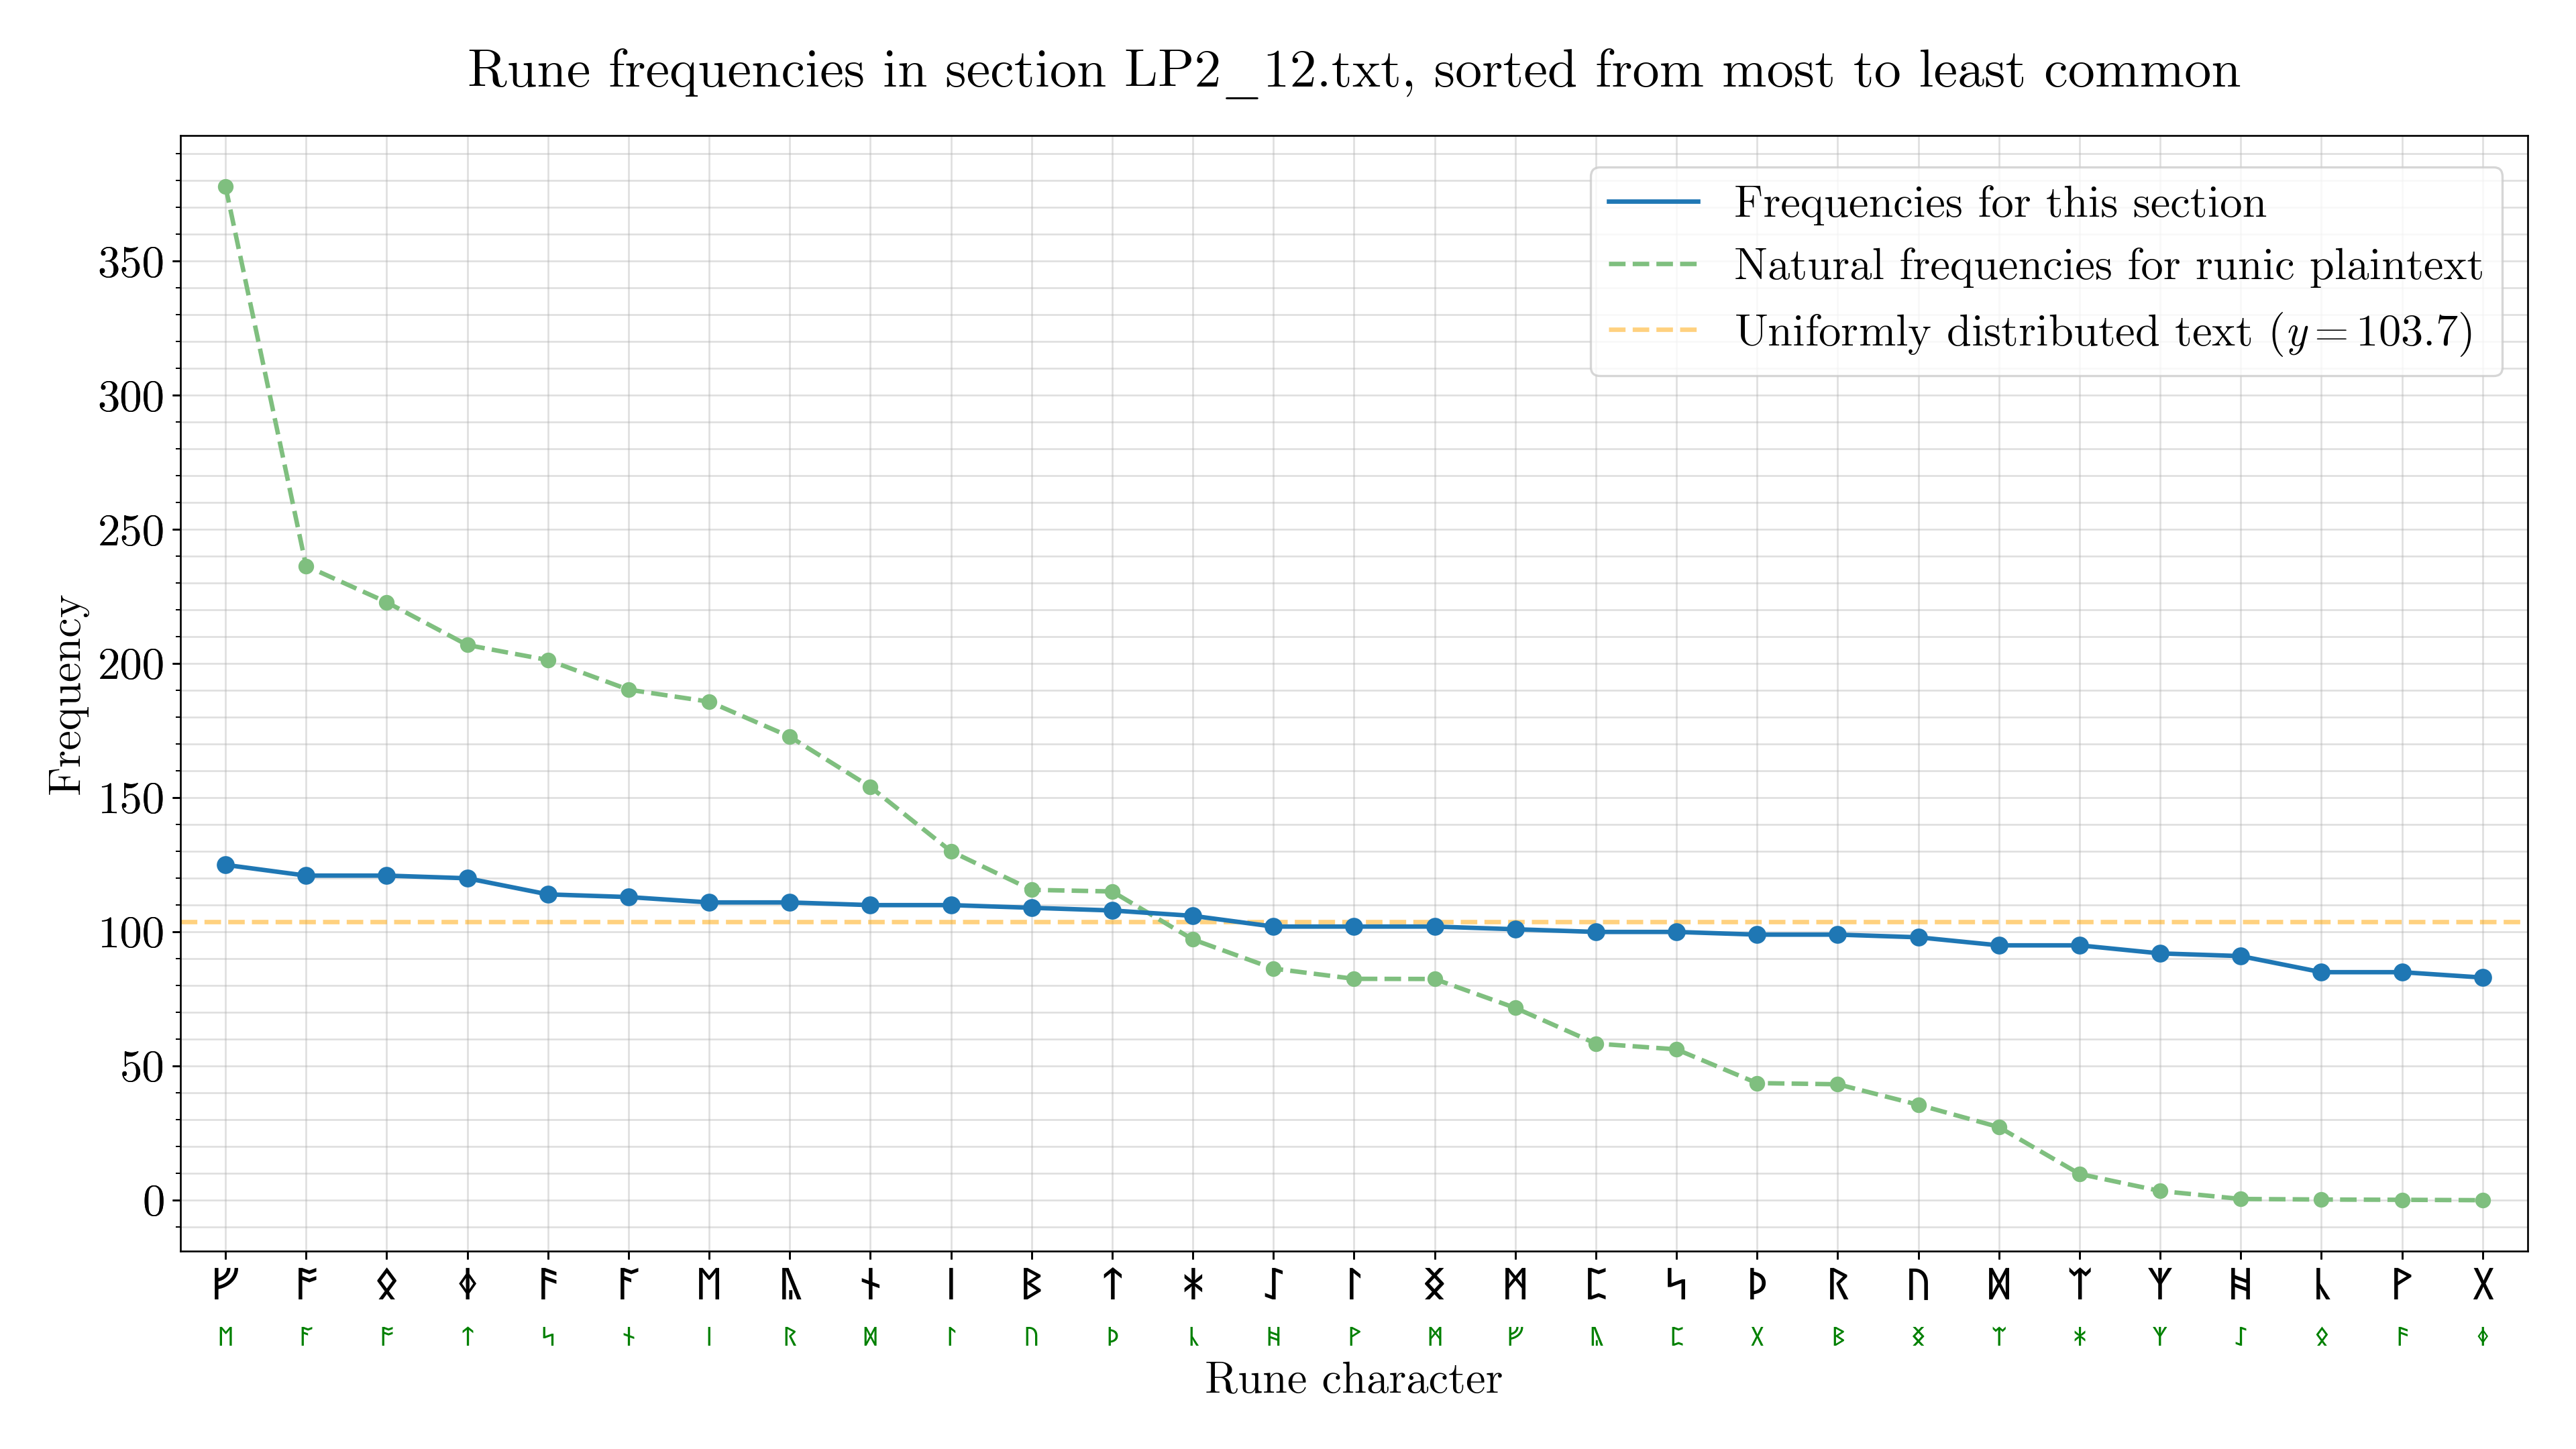 Rune frequencies in section LP2_12.txt, sorted from most to least common
Frequencies for this section
Natural frequencies for runic plaintext
Uniformly distributed text (y = 103.7)
Frequency
350
300
250
200
150
100
50
0
ᚠ ᚩ ᛟ ᛄ ᚫ ᚪ ᛖ ᚣ ᚾ ᛁ ᛒ ᛏ ᛡ ᛇ ᛚ ᛝ ᛗ ᛈ ᛋ ᚦ ᚱ ᚢ ᛞ ᛠ ᛉ ᚻ ᚳ ᚹ ᚷ
ᛖ ᚪ ᚩ ᛏ ᛋ ᚾ ᛁ ᚱ ᛞ ᛚ ᚢ ᚦ ᚳ ᚻ ᚹ ᛗ ᚠ ᚣ ᛈ ᚷ ᛒ ᛝ ᛠ ᛡ ᛉ ᛇ ᛟ ᚫ ᛄ
Rune character